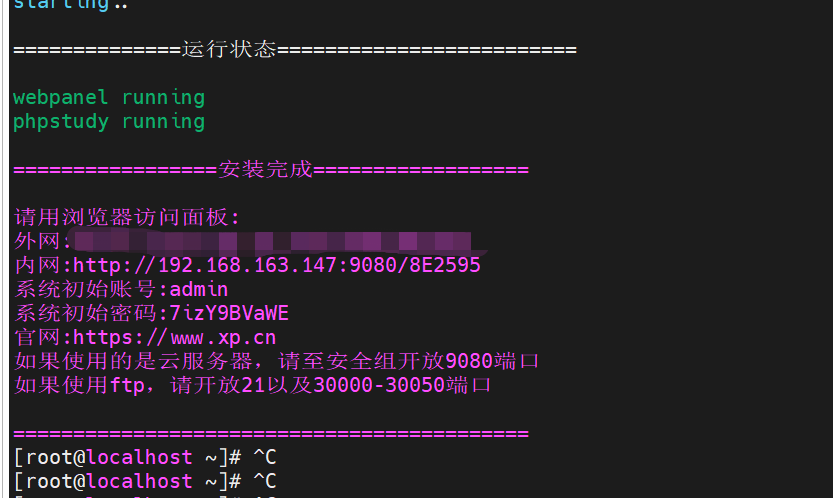 starting..
==============运行状态=========================
webpanel running
phpstudy running
=================安装完成==================
请用浏览器访问面板:
外网:
内网:http://192.168.163.147:9080/8E2595
系统初始账号:admin
系统初始密码:7izY9BVaWE
官网:https://www.xp.cn
如果使用的是云服务器，请至安全组开放9080端口
如果使用ftp，请开放21以及30000-30050端口
===========================================
[root@localhost ~]# ^C
[root@localhost ~]# ^C